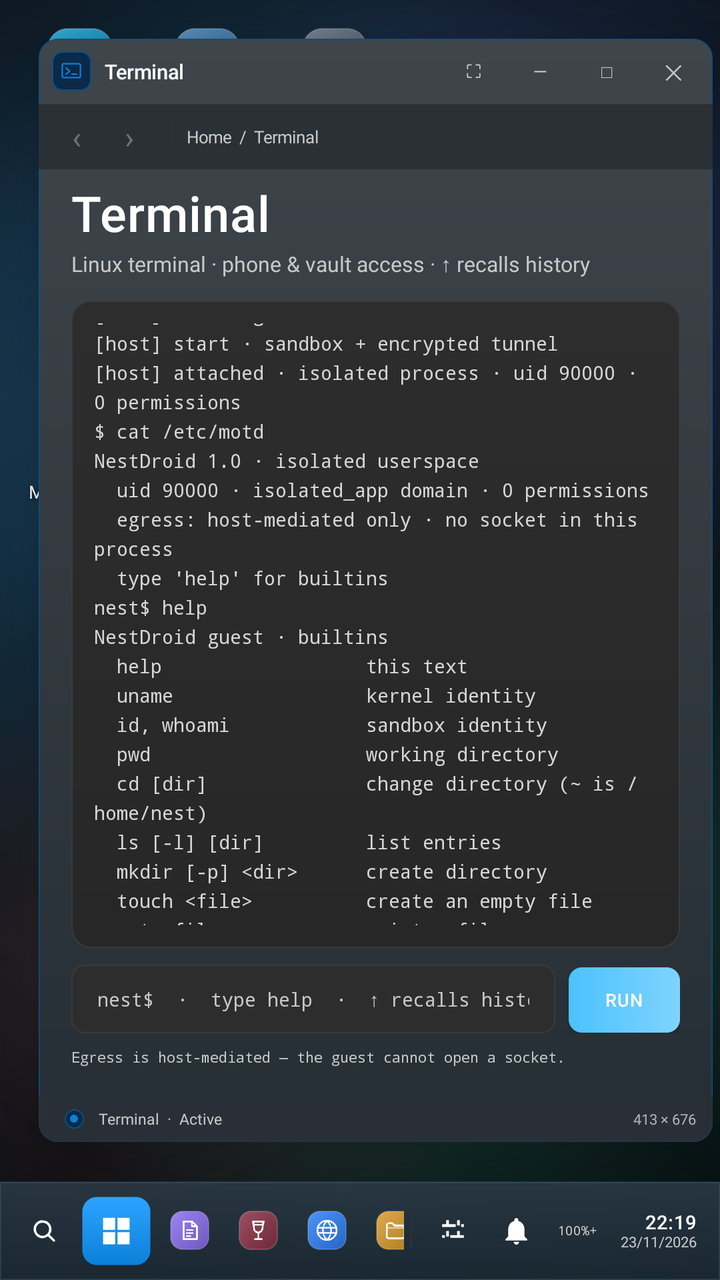 Terminal
Home / Terminal
Terminal
Linux terminal · phone & vault access · ↑ recalls history
[host] start · sandbox + encrypted tunnel
[host] attached · isolated process · uid 90000 ·
0 permissions
$ cat /etc/motd
NestDroid 1.0 · isolated userspace
  uid 90000 · isolated_app domain · 0 permissions
  egress: host-mediated only · no socket in this
process
  type 'help' for builtins
nest$ help
NestDroid guest · builtins
  help                  this text
  uname                 kernel identity
  id, whoami            sandbox identity
  pwd                   working directory
  cd [dir]              change directory (~ is /
home/nest)
  ls [-l] [dir]         list entries
  mkdir [-p] <dir>      create directory
  touch <file>          create an empty file
M
nest$ · type help · ↑ recalls hist
RUN
Egress is host-mediated — the guest cannot open a socket.
Terminal · Active
413 × 676
100%+
22:19
23/11/2026